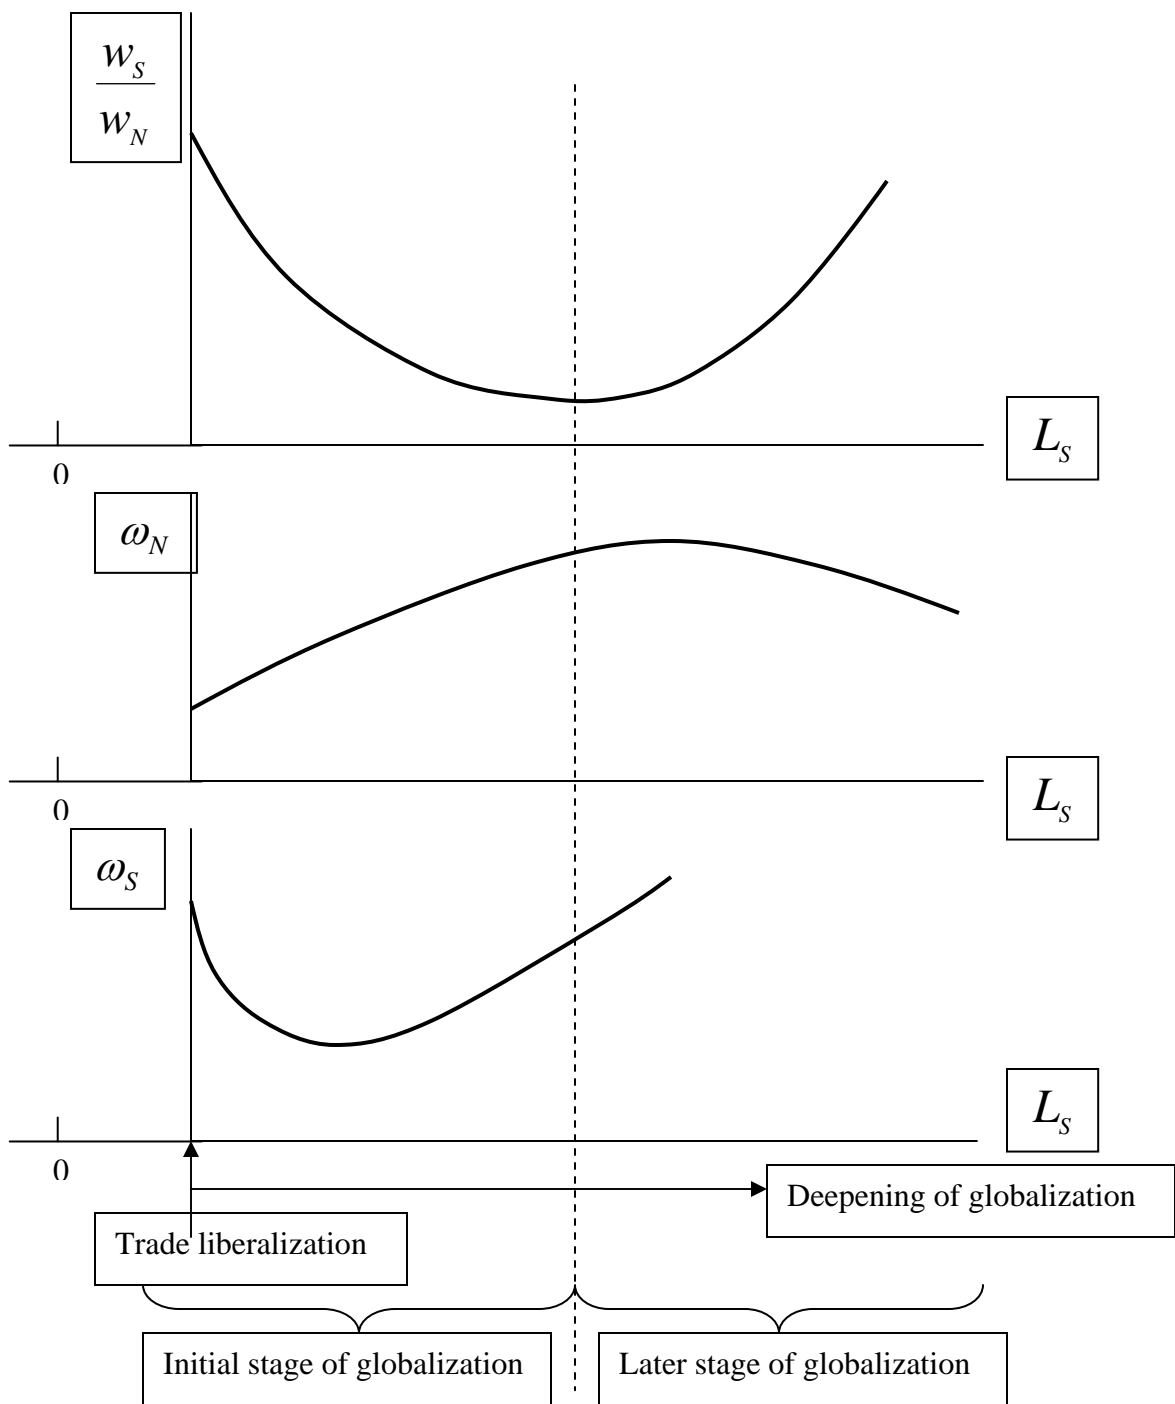 w_S
w_N
L_S
0
ω_N
L_S
0
ω_S
L_S
0
Deepening of globalization
Trade liberalization
Initial stage of globalization
Later stage of globalization